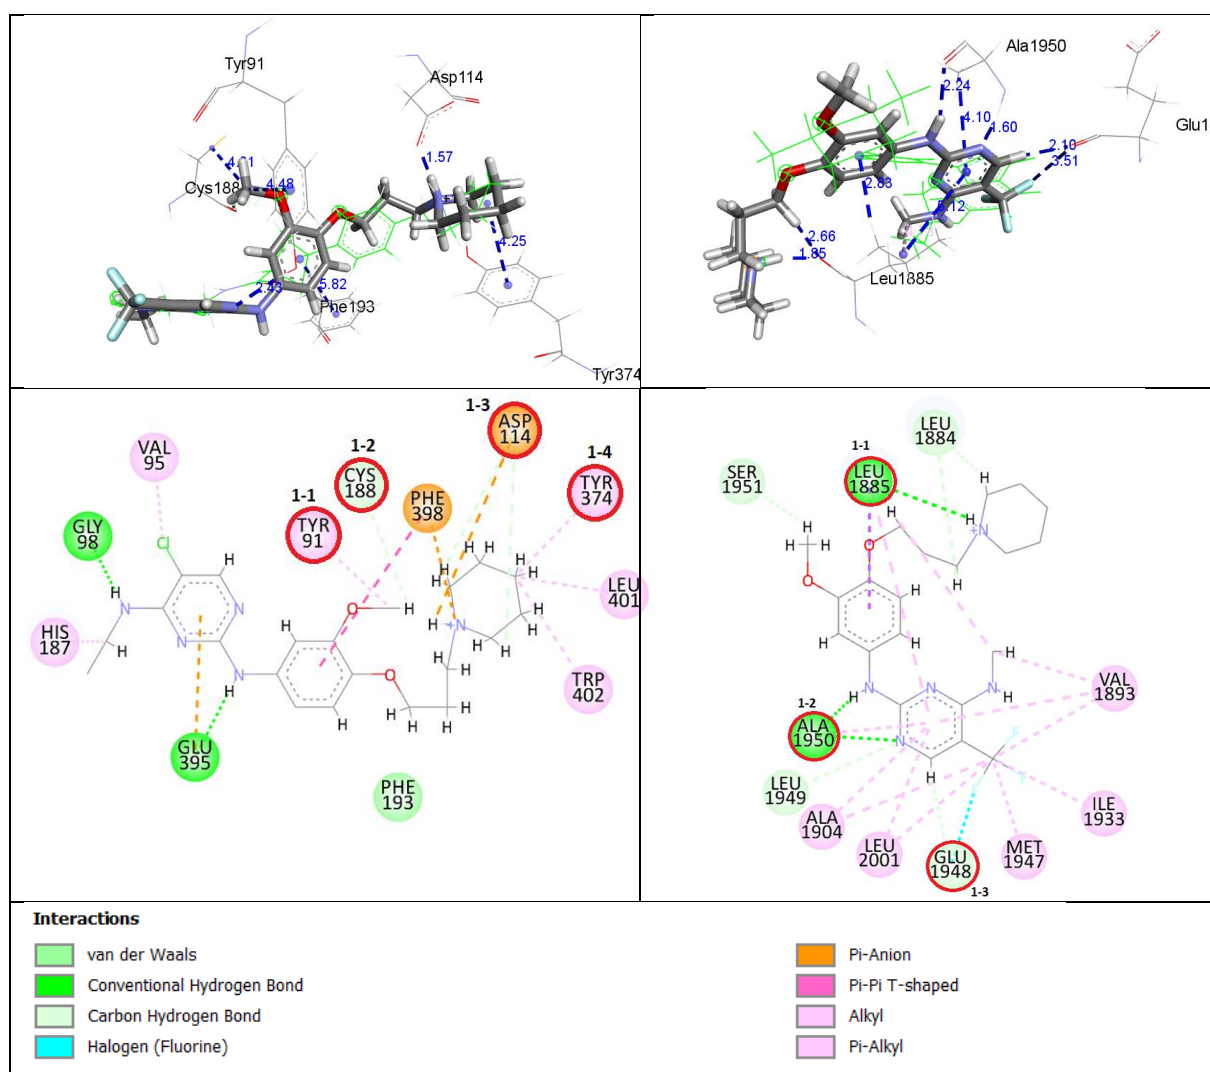 Tyr91
Asp114
1.57
Cys188
4.48
4.25
2.43
5.82
Phe193
Tyr374
Ala1950
2.24
4.10
1.60
Glu1
2.10
3.51
2.83
5.12
2.66
1.85
Leu1885
VAL
95
GLY
98
HIS
187
Cl
H
N
GLU
395
1-1
TYR
91
1-2
CYS
188
PHE
398
1-3
ASP
114
1-4
TYR
374
LEU
401
TRP
402
PHE
193
O
N+
SER
1951
1-1
LEU
1885
LEU
1884
VAL
1893
1-2
ALA
1950
LEU
1949
ALA
1904
LEU
2001
GLU
1948
1-3
MET
1947
ILE
1933
F
Interactions
van der Waals
Conventional Hydrogen Bond
Carbon Hydrogen Bond
Halogen (Fluorine)
Pi-Anion
Pi-Pi T-shaped
Alkyl
Pi-Alkyl